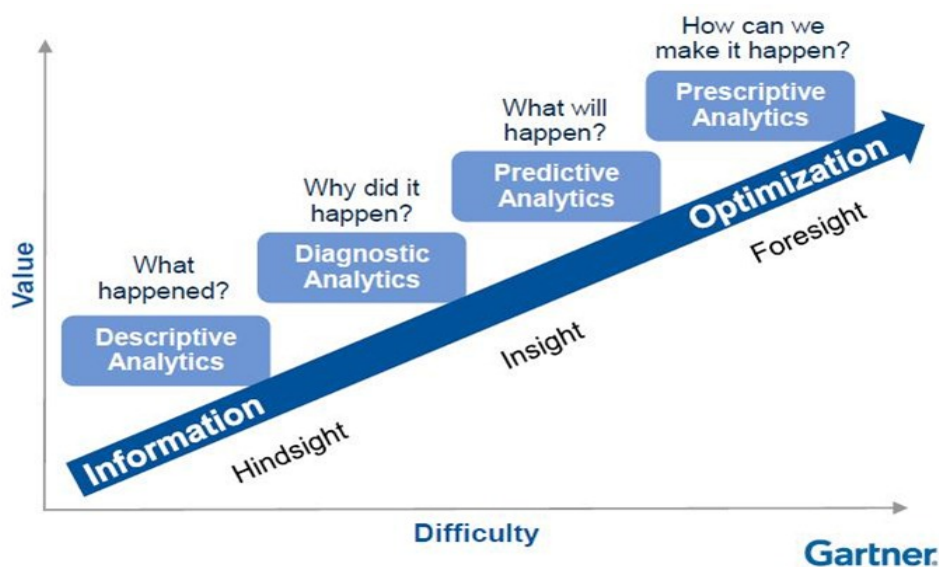 How can we
make it happen?
Prescriptive
Analytics
What will
happen?
Predictive
Analytics
Why did it
happen?
Diagnostic
Analytics
What
happened?
Descriptive
Analytics
Value
Information
Optimization
Hindsight
Insight
Foresight
Difficulty
Gartner.